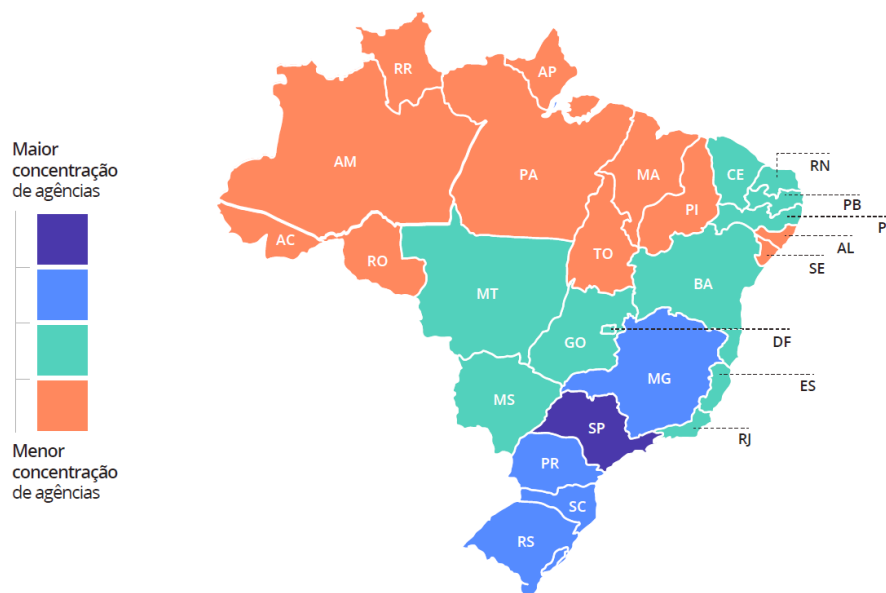 Maior
concentração
de agências
Menor
concentração
de agências
RR
AP
AM
PA
MA
CE
RN
PI
PB
P
AC
RO
TO
AL
SE
MT
BA
GO
DF
MG
ES
MS
SP
RJ
PR
SC
RS